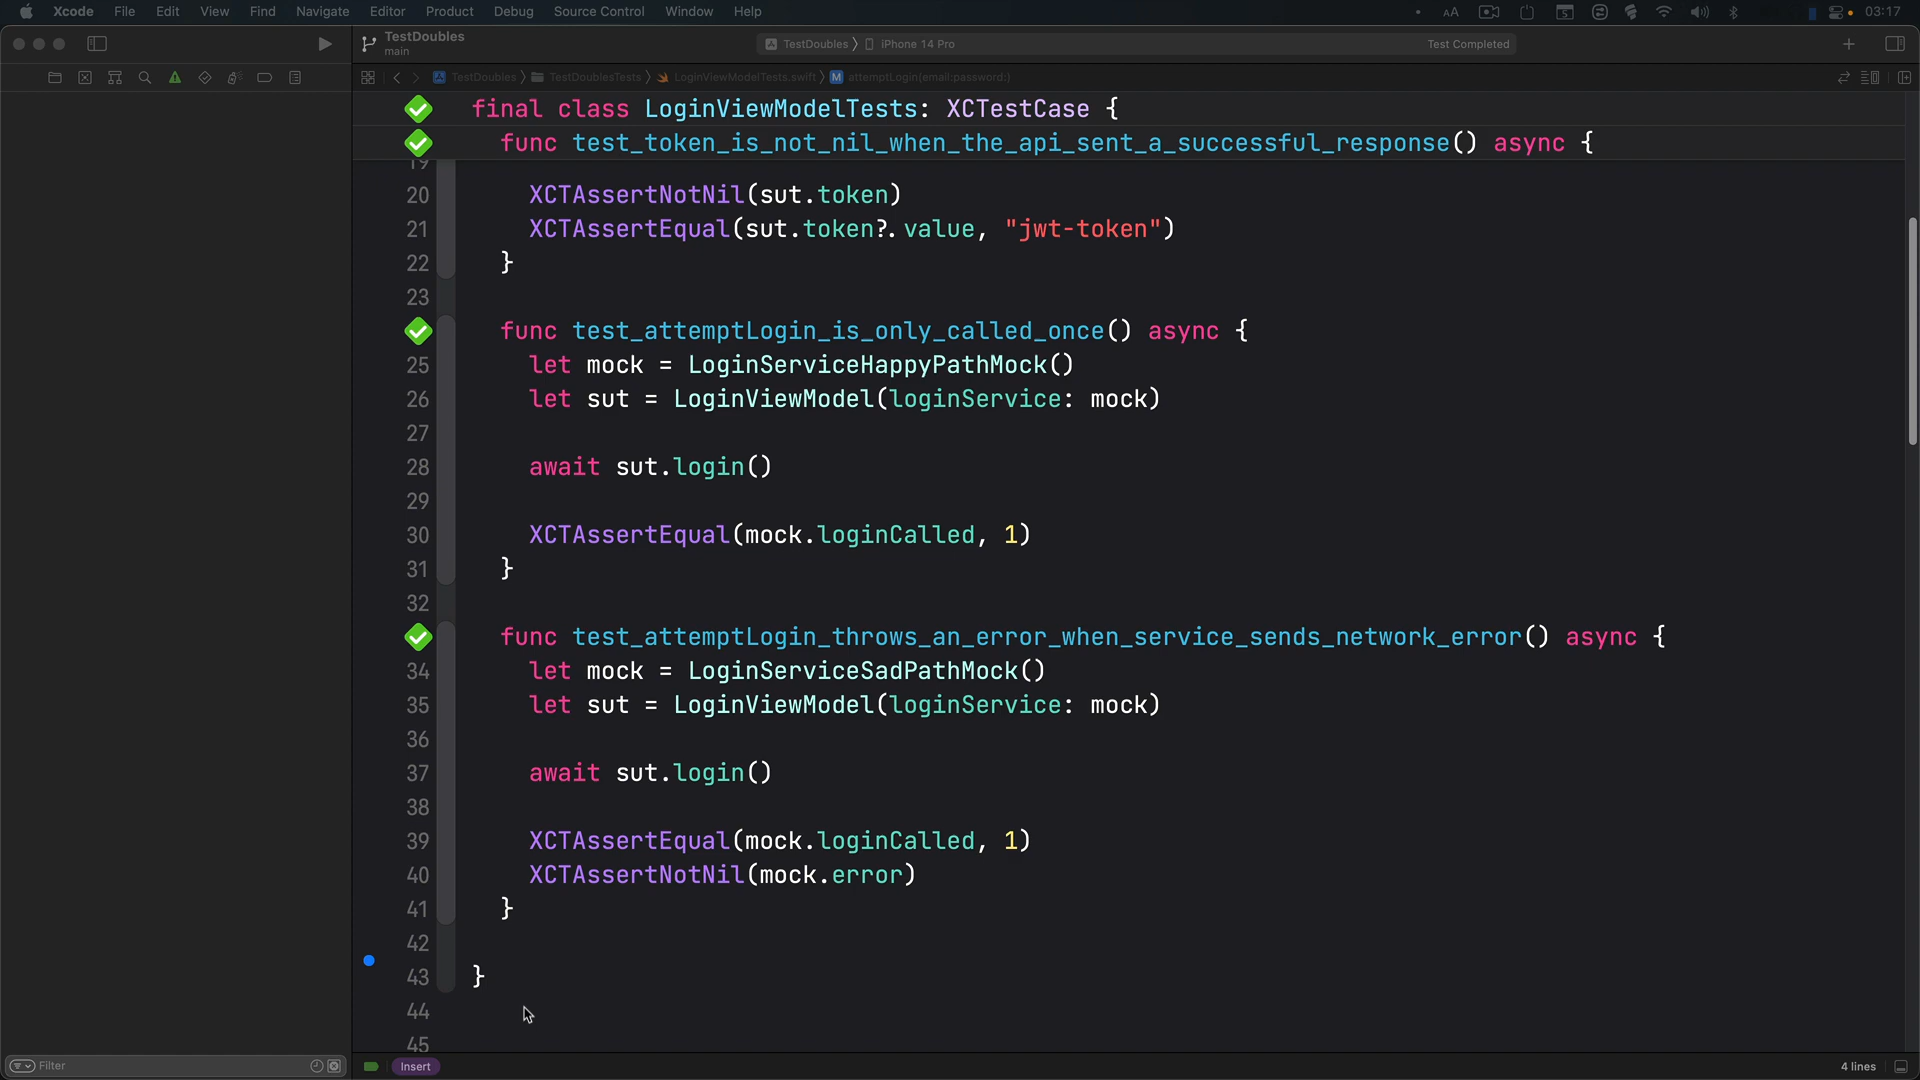 Xcode File Edit View Find Navigate Editor Product Debug Source Control Window Help 03:17
TestDoubles
main
TestDoubles iPhone 14 Pro
Test Completed
TestDoubles TestDoublesTests LoginViewModelTests.swift M attemptLogin(email:password:)
final class LoginViewModelTests: XCTestCase {
func test_token_is_not_nil_when_the_api_sent_a_successful_response() async {
19
20 XCTAssertNotNil(sut.token)
21 XCTAssertEqual(sut.token?.value, "jwt-token")
22 }
23
func test_attemptLogin_is_only_called_once() async {
25 let mock = LoginServiceHappyPathMock()
26 let sut = LoginViewModel(loginService: mock)
27
28 await sut.login()
29
30 XCTAssertEqual(mock.loginCalled, 1)
31 }
32
func test_attemptLogin_throws_an_error_when_service_sends_network_error() async {
34 let mock = LoginServiceSadPathMock()
35 let sut = LoginViewModel(loginService: mock)
36
37 await sut.login()
38
39 XCTAssertEqual(mock.loginCalled, 1)
40 XCTAssertNotNil(mock.error)
41 }
42
43 }
44
45
Filter
Insert
4 lines